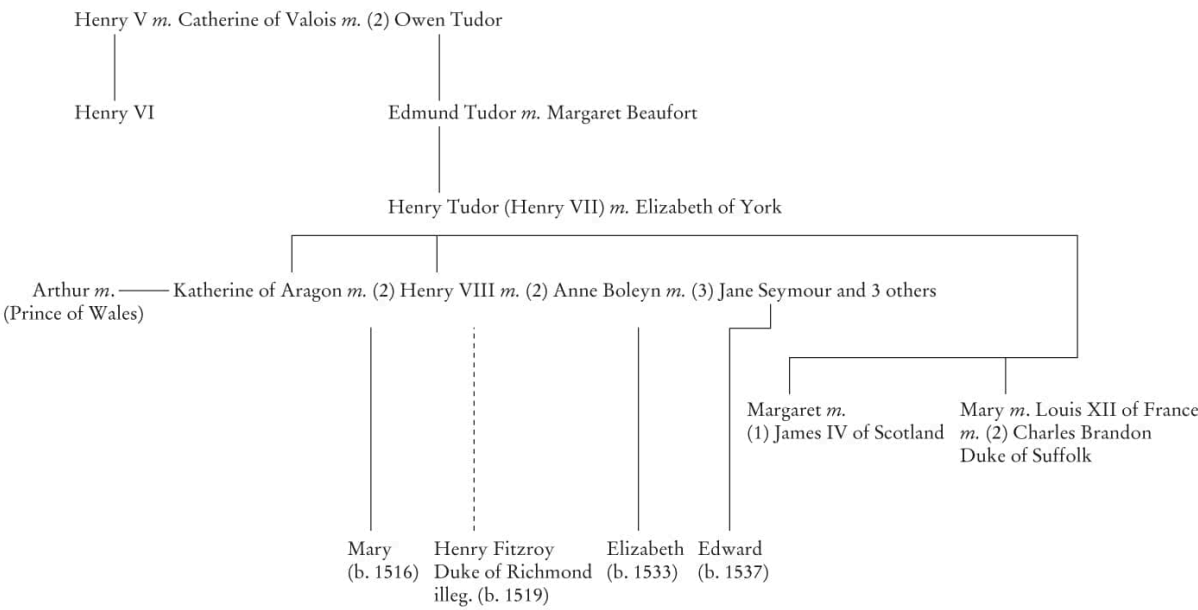 Henry V m. Catherine of Valois m. (2) Owen Tudor
Henry VI
Edmund Tudor m. Margaret Beaufort
Henry Tudor (Henry VII) m. Elizabeth of York
Arthur m.
(Prince of Wales)
Katherine of Aragon m. (2) Henry VIII m. (2) Anne Boleyn m. (3) Jane Seymour and 3 others
Margaret m.
(1) James IV of Scotland
Mary m. Louis XII of France
m. (2) Charles Brandon
Duke of Suffolk
Mary
(b. 1516)
Henry Fitzroy
Duke of Richmond
illeg. (b. 1519)
Elizabeth
(b. 1533)
Edward
(b. 1537)